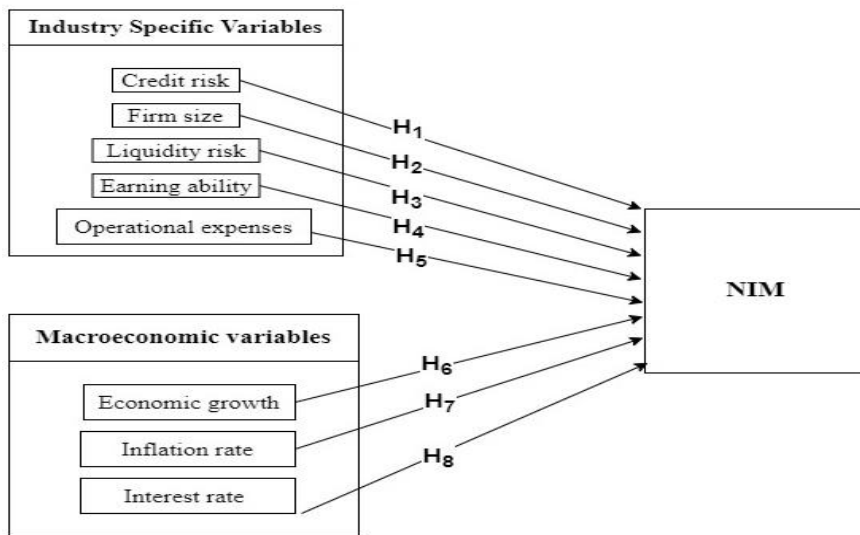 Industry Specific Variables
Credit risk
Firm size
Liquidity risk
Earning ability
Operational expenses
H1
H2
H3
H4
H5
NIM
Macroeconomic variables
Economic growth
Inflation rate
Interest rate
H6
H7
H8